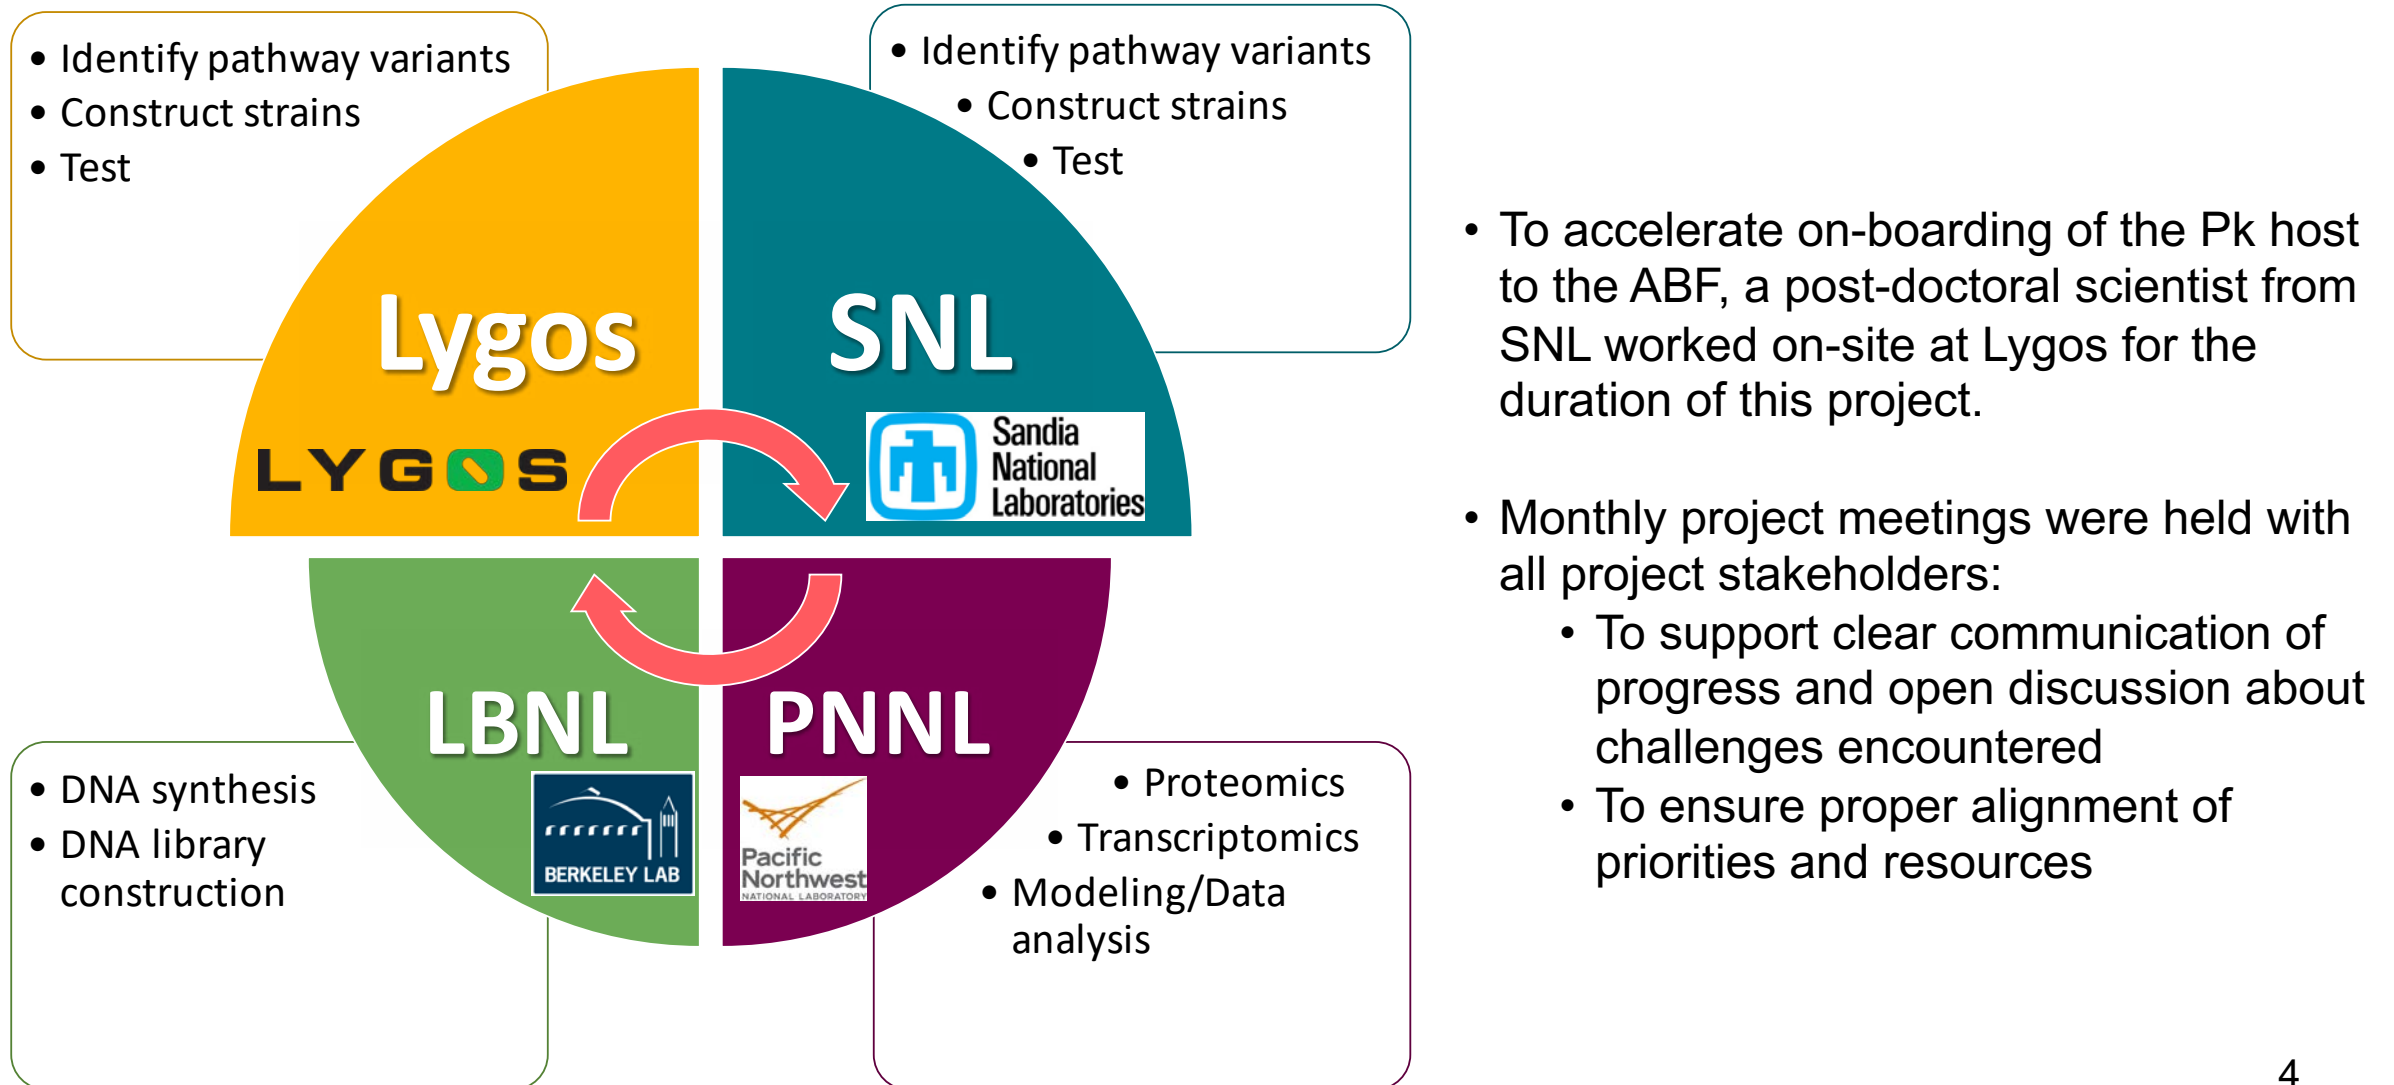 • Identify pathway variants
• Construct strains
• Test
• Identify pathway variants
• Construct strains
• Test
Lygos
LYGOS
SNL
Sandia
National
Laboratories
LBNL
BERKELEY LAB
PNNL
Pacific
Northwest
NATIONAL LABORATORY
• DNA synthesis
• DNA library
construction
• Proteomics
• Transcriptomics
• Modeling/Data
analysis
• To accelerate on-boarding of the Pk host
to the ABF, a post-doctoral scientist from
SNL worked on-site at Lygos for the
duration of this project.
• Monthly project meetings were held with
all project stakeholders:
• To support clear communication of
progress and open discussion about
challenges encountered
• To ensure proper alignment of
priorities and resources
4